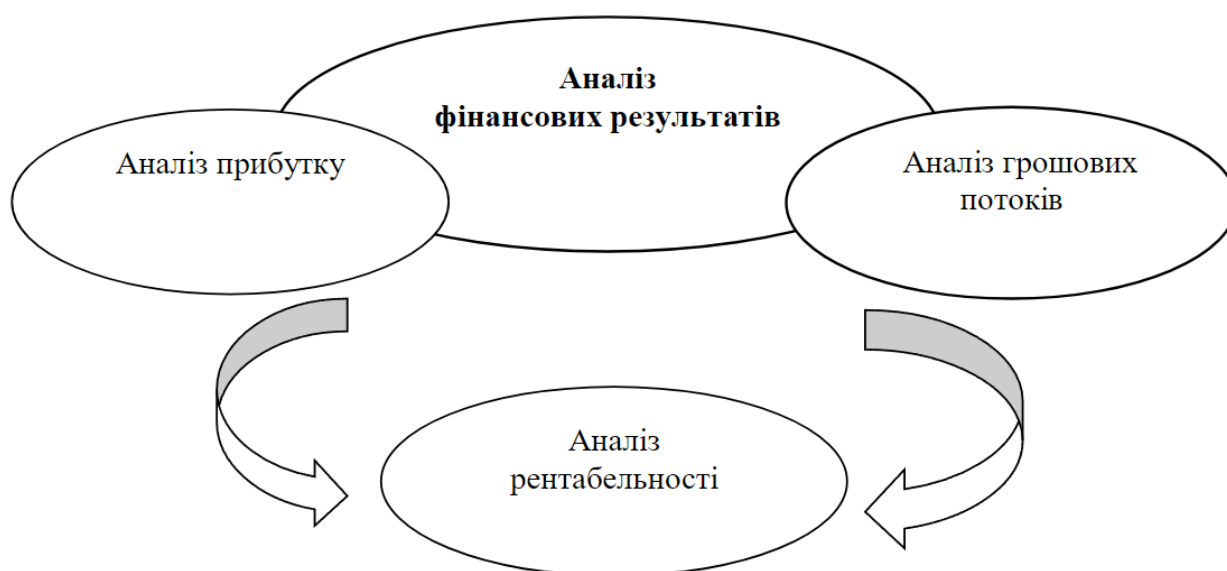 Аналіз
фінансових результатів
Аналіз прибутку
Аналіз грошових
потоків
Аналіз
рентабельності